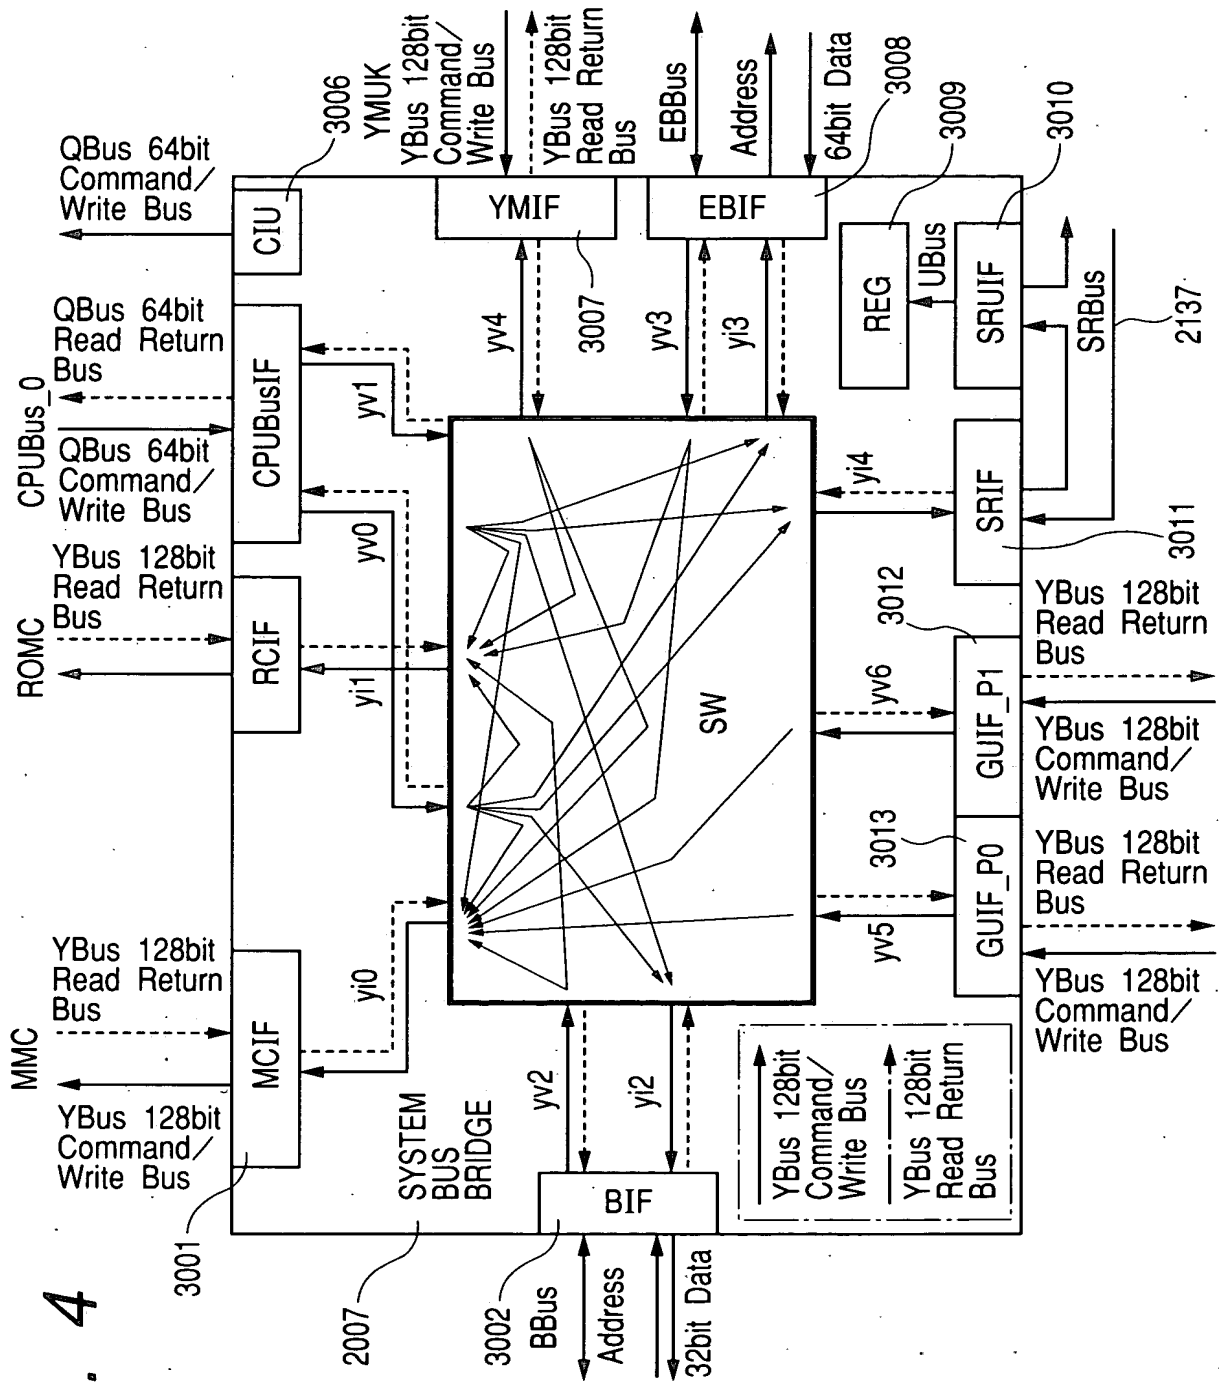 . 4
MMC
YBus 128bit
Read Return
Bus
YBus 128bit
Command/
Write Bus
MCIF
3001
yi0
ROMC
YBus 128bit
Read Return
Bus
RCIF
yi1
CPUBus_0
QBus 64bit
Command/
Write Bus
QBus 64bit
Read Return
Bus
CPUBusIF
yv0
yv1
QBus 64bit
Command/
Write Bus
CIU
3006
YMUK
YBus 128bit
Command/
Write Bus
YBus 128bit
Read Return
Bus
YMIF
3007
yv4
EBBus
Address
64bit Data
EBIF
3008
yv3
yi3
REG
3009
UBus
SRUIF
3010
SRBus
2137
SRIF
3011
yi4
SW
GUIF_P1
3012
yv6
YBus 128bit
Read Return
Bus
YBus 128bit
Command/
Write Bus
GUIF_P0
3013
yv5
YBus 128bit
Read Return
Bus
YBus 128bit
Command/
Write Bus
SYSTEM
BUS
BRIDGE
2007
BIF
3002
yv2
yi2
BBus
Address
32bit Data
YBus 128bit
Command/
Write Bus
YBus 128bit
Read Return
Bus